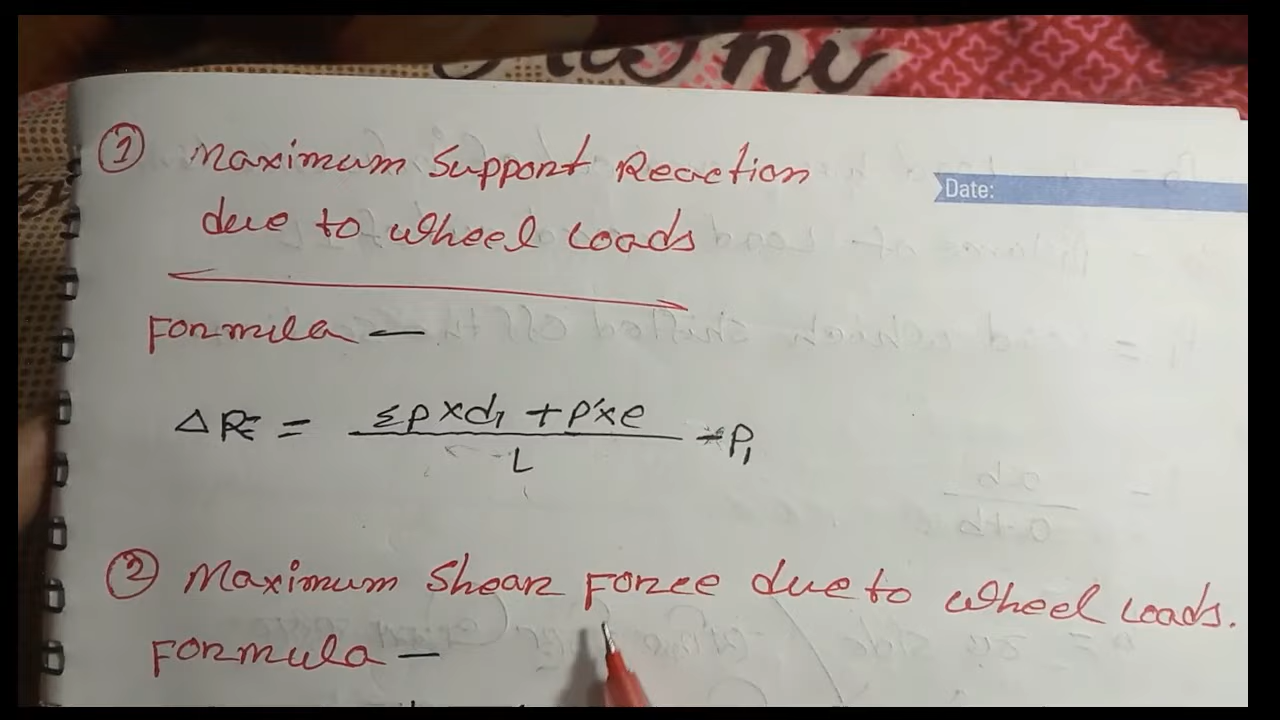 ① Maximum Support Reaction
Date:
due to wheel Loads
Formula —
ΔR = (Σp×d₁ + p'×e) / L - P₁
② Maximum Shear Force due to wheel Loads.
Formula —